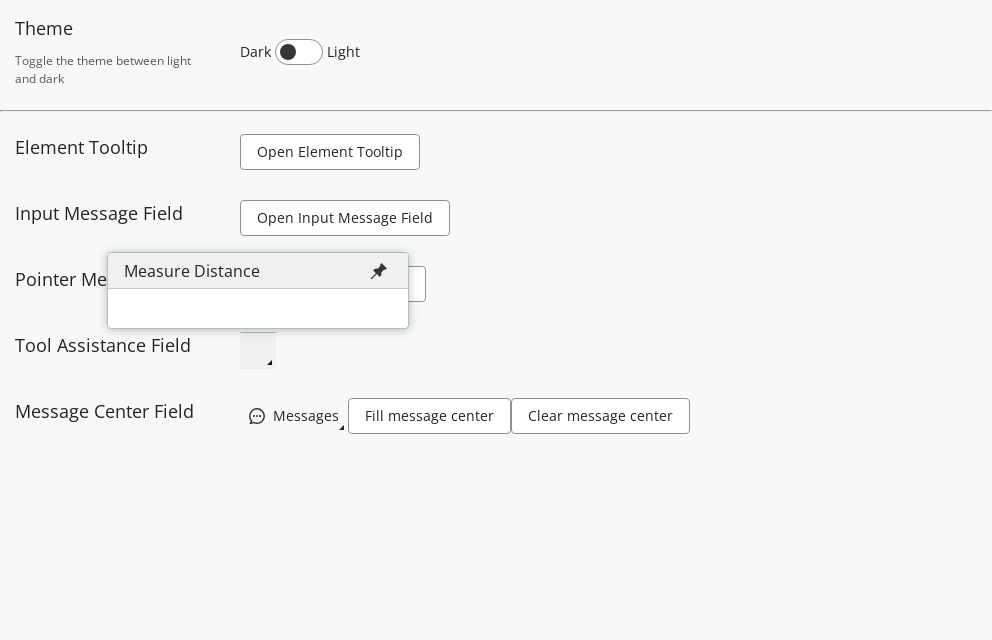 Theme
Toggle the theme between light
and dark
Dark Light
Element Tooltip
Open Element Tooltip
Input Message Field
Open Input Message Field
Pointer Me
Measure Distance
Tool Assistance Field
Message Center Field
Messages
Fill message center
Clear message center